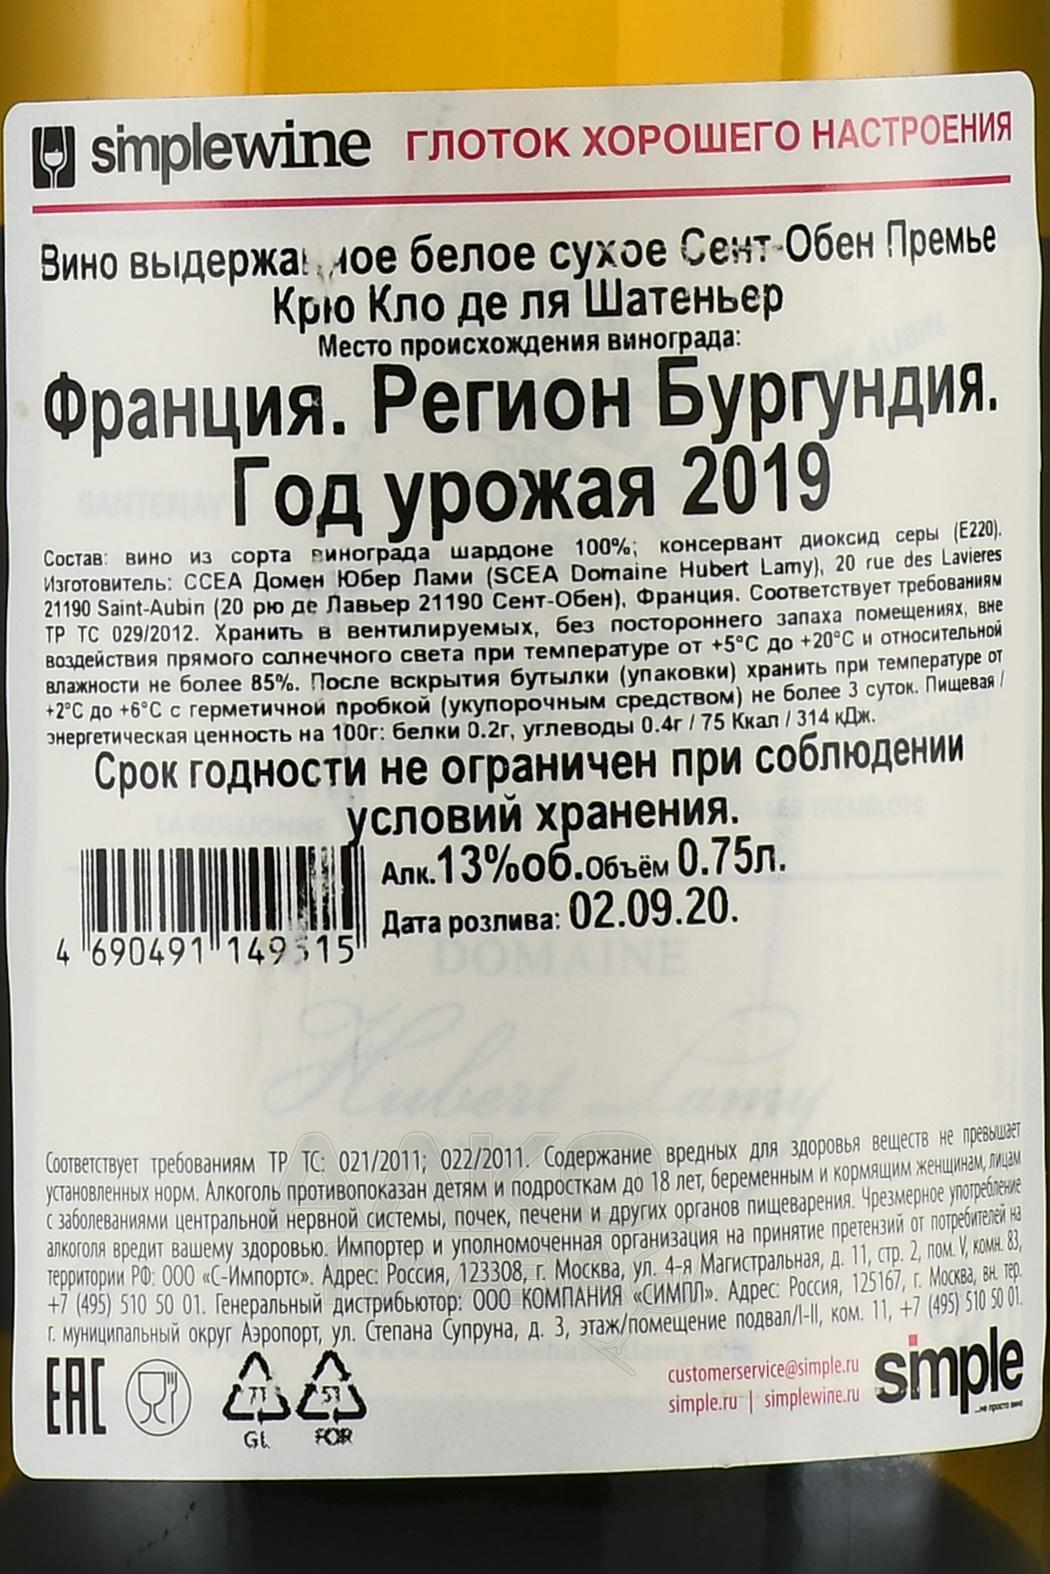 simplewine ГЛОТОК ХОРОШЕГО НАСТРОЕНИЯ
Вино выдержанное белое сухое Сент-Обен Премье
Крю Кло де ля Шатеньер
Место происхождения винограда:
Франция. Регион Бургундия.
Год урожая 2019
Состав: вино из сорта винограда шардоне 100%; консервант диоксид серы (E220).
Изготовитель: ССЕА Домен Юбер Лами (SCEA Domaine Hubert Lamy), 20 rue des Lavieres
21190 Saint-Aubin (20 рю де Лавьер 21190 Сент-Обен), Франция. Соответствует требованиям
ТР ТС 029/2012. Хранить в вентилируемых, без постороннего запаха помещениях, вне
воздействия прямого солнечного света при температуре от +5°C до +20°C и относительной
влажности не более 85%. После вскрытия бутылки (упаковки) хранить при температуре от
+2°C до +6°C с герметичной пробкой (укупорочным средством) не более 3 суток. Пищевая /
энергетическая ценность на 100г: белки 0.2г, углеводы 0.4г / 75 Ккал / 314 кДж.
Срок годности не ограничен при соблюдении
условий хранения.
Алк.13%об.Объём 0.75л.
Дата розлива: 02.09.20.
4 690491 149515
DOMAINE
Hubert Lamy
Соответствует требованиям ТР ТС: 021/2011; 022/2011. Содержание вредных для здоровья веществ не превышает
установленных норм. Алкоголь противопоказан детям и подросткам до 18 лет, беременным и кормящим женщинам, лицам
с заболеваниями центральной нервной системы, почек, печени и других органов пищеварения. Чрезмерное употребление
алкоголя вредит вашему здоровью. Импортер и уполномоченная организация на принятие претензий от потребителей на
территории РФ: ООО «С-Импортс». Адрес: Россия, 123308, г. Москва, ул. 4-я Магистральная, д. 11, стр. 2, пом. V, комн. 83,
+7 (495) 510 50 01. Генеральный дистрибьютор: ООО КОМПАНИЯ «СИМПЛ». Адрес: Россия, 125167, г. Москва, вн. тер.
г. муниципальный округ Аэропорт, ул. Степана Супруна, д. 3, этаж/помещение подвал/I-II, ком. 11, +7 (495) 510 50 01.
EAC
71
GL
51
FOR
customerservice@simple.ru
simple.ru | simplewine.ru
simple
...не просто вино